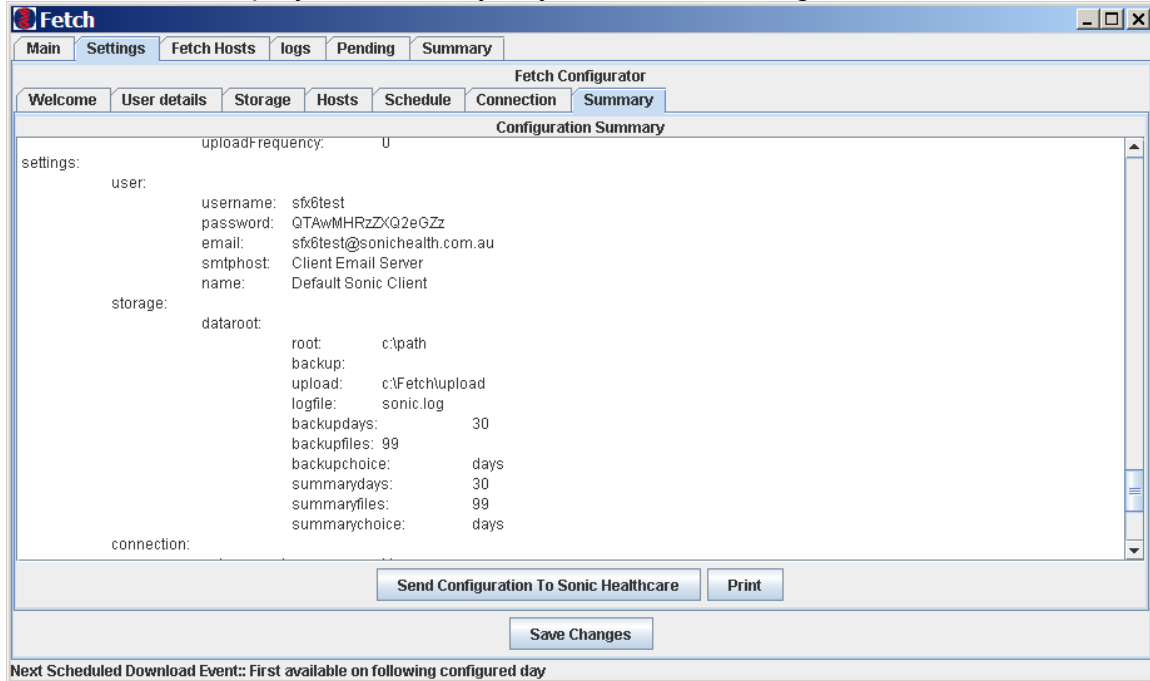 Fetch
Main Settings Fetch Hosts logs Pending Summary
Fetch Configurator
Welcome User details Storage Hosts Schedule Connection Summary
Configuration Summary
uploadFrequency: 0
settings:
user:
username: sfx6test
password: QTAwMHRzZXQ2eGZz
email: sfx6test@sonichealth.com.au
smtphost: Client Email Server
name: Default Sonic Client
storage:
dataroot:
root: c:\path
backup:
upload: c:\Fetch\upload
logfile: sonic.log
backupdays: 30
backupfiles: 99
backupchoice: days
summarydays: 30
summaryfiles: 99
summarychoice: days
connection:
Send Configuration To Sonic Healthcare Print
Save Changes
Next Scheduled Download Event:: First available on following configured day